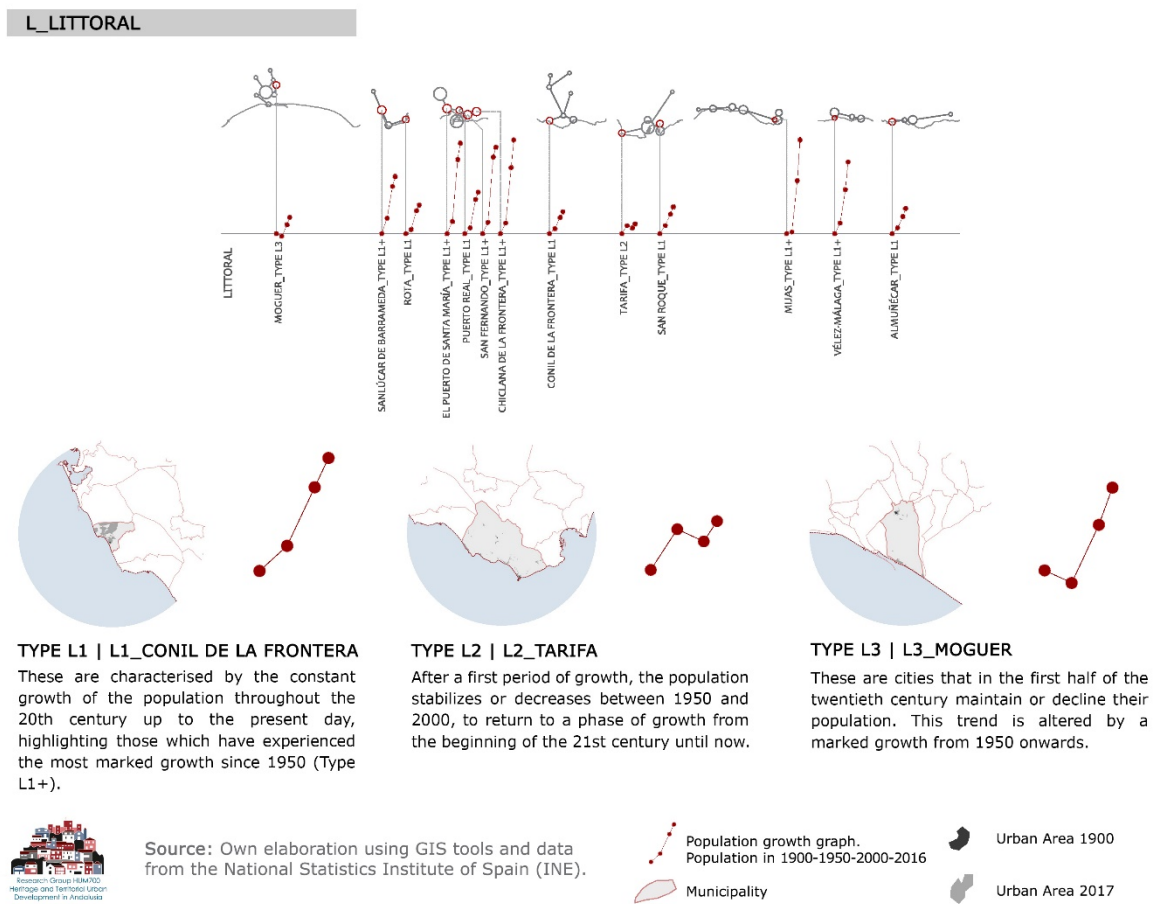 L_LITTORAL
LITTORAL
MOGUER_TYPE L3
SANLÚCAR DE BARRAMEDA_TYPE L1+
ROTA_TYPE L1
EL PUERTO DE SANTA MARÍA_TYPE L1+
PUERTO REAL_TYPE L1
SAN FERNANDO_TYPE L1+
CHICLANA DE LA FRONTERA_TYPE L1+
CONIL DE LA FRONTERA_TYPE L1
TARIFA_TYPE L2
SAN ROQUE_TYPE L1
MIJAS_TYPE L1+
VÉLEZ-MÁLAGA_TYPE L1+
ALMUÑÉCAR_TYPE L1
TYPE L1 | L1_CONIL DE LA FRONTERA
These are characterised by the constant
growth of the population throughout the
20th century up to the present day,
highlighting those which have experienced
the most marked growth since 1950 (Type
L1+).
TYPE L2 | L2_TARIFA
After a first period of growth, the population
stabilizes or decreases between 1950 and
2000, to return to a phase of growth from
the beginning of the 21st century until now.
TYPE L3 | L3_MOGUER
These are cities that in the first half of the
twentieth century maintain or decline their
population. This trend is altered by a
marked growth from 1950 onwards.
Research Group HUM700
Heritage and Territorial Urban
Development in Andalusia
Source: Own elaboration using GIS tools and data
from the National Statistics Institute of Spain (INE).
Population growth graph.
Population in 1900-1950-2000-2016
Municipality
Urban Area 1900
Urban Area 2017